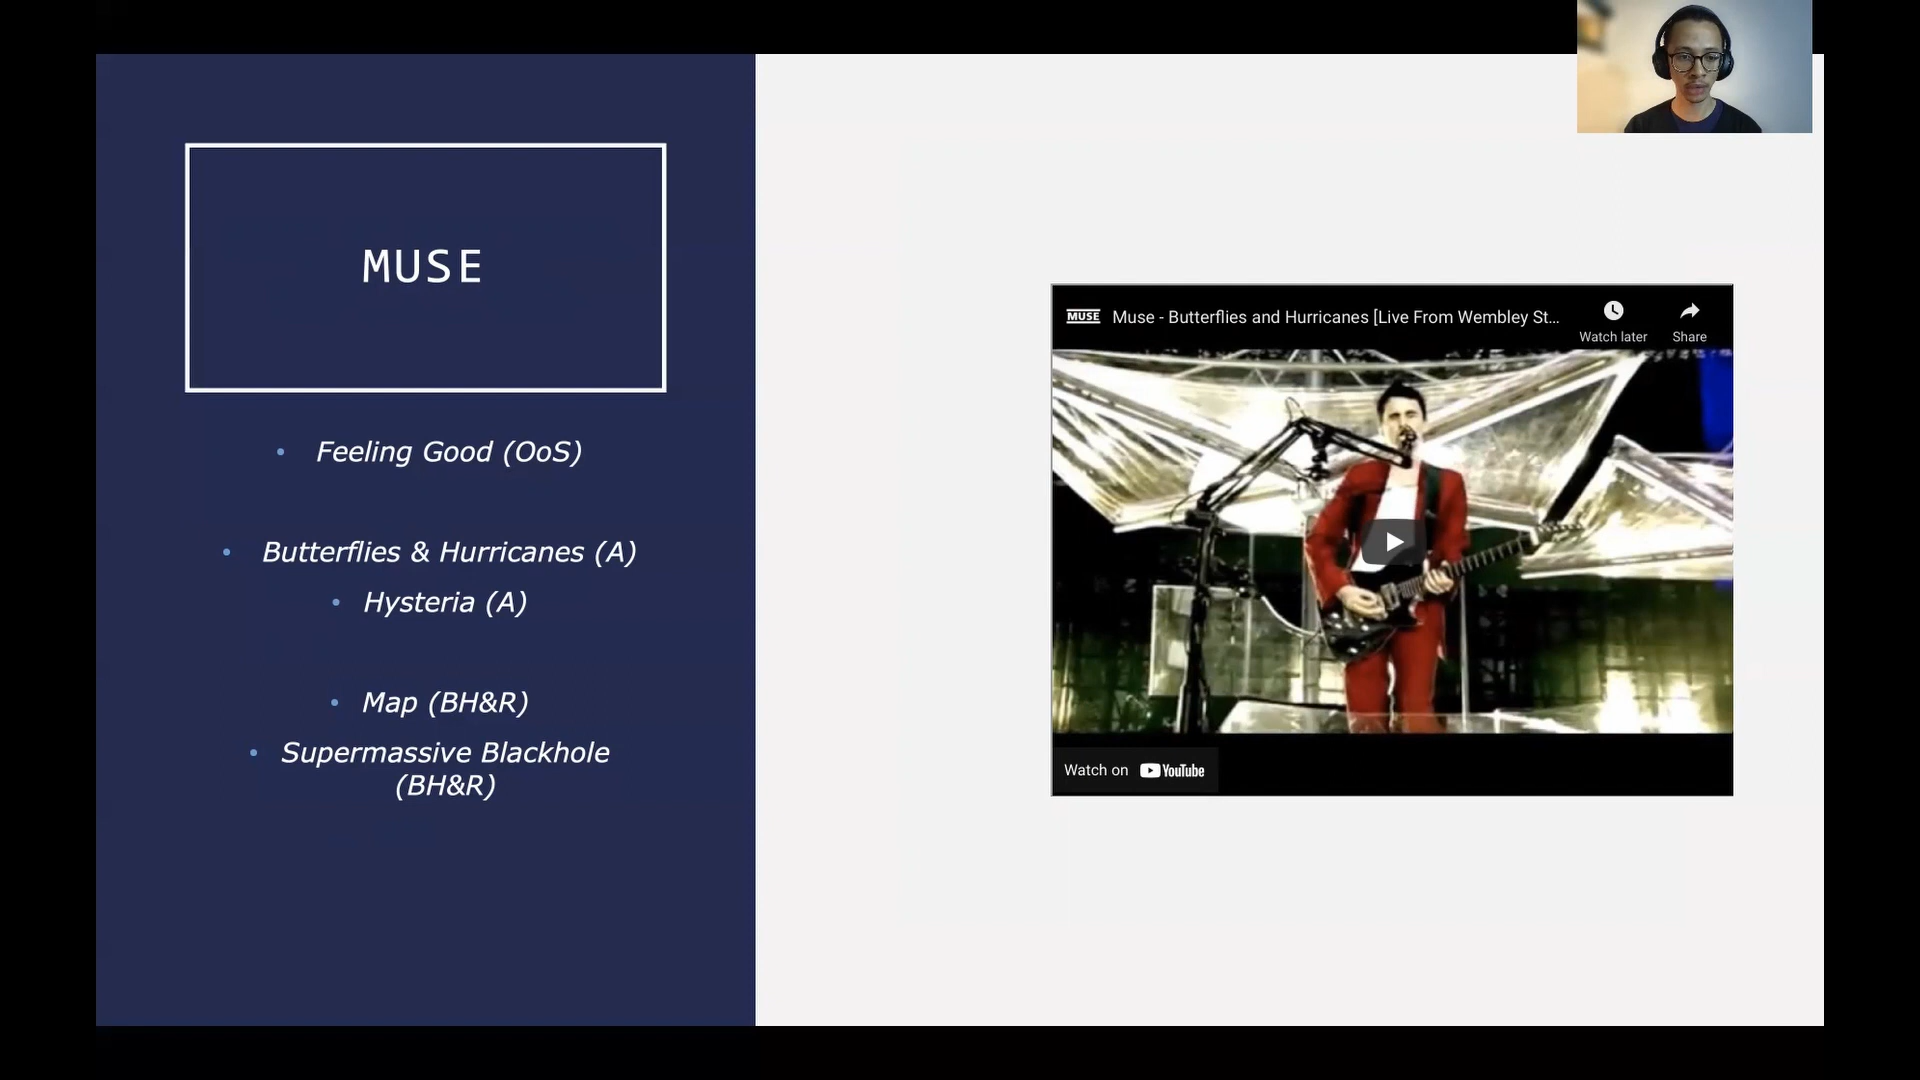 MUSE
Feeling Good (OoS)
Butterflies & Hurricanes (A)
Hysteria (A)
Map (BH&R)
Supermassive Blackhole
(BH&R)
MUSE Muse - Butterflies and Hurricanes [Live From Wembley St...
Watch later
Share
Watch on YouTube